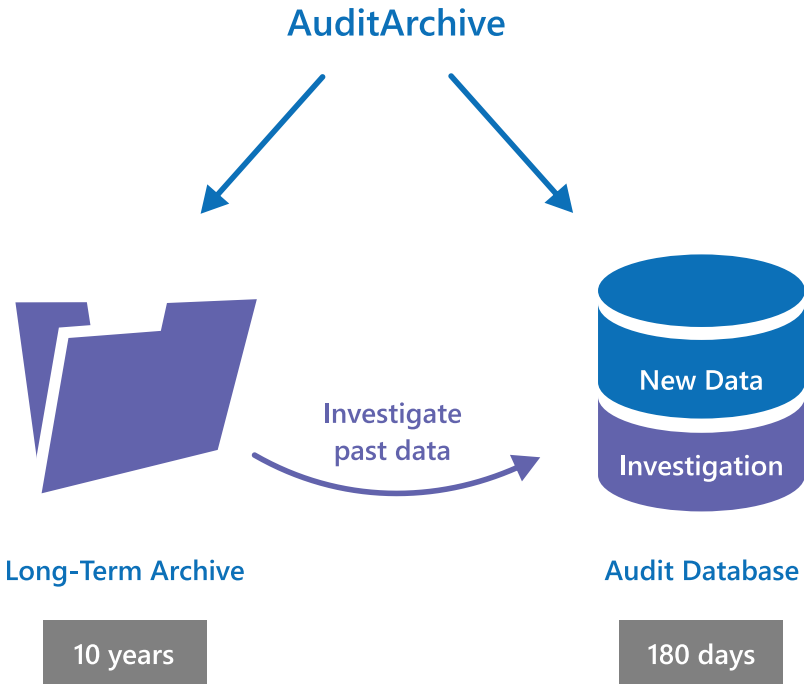 AuditArchive
New Data
Investigate
past data
Investigation
Long-Term Archive
Audit Database
10 years
180 days